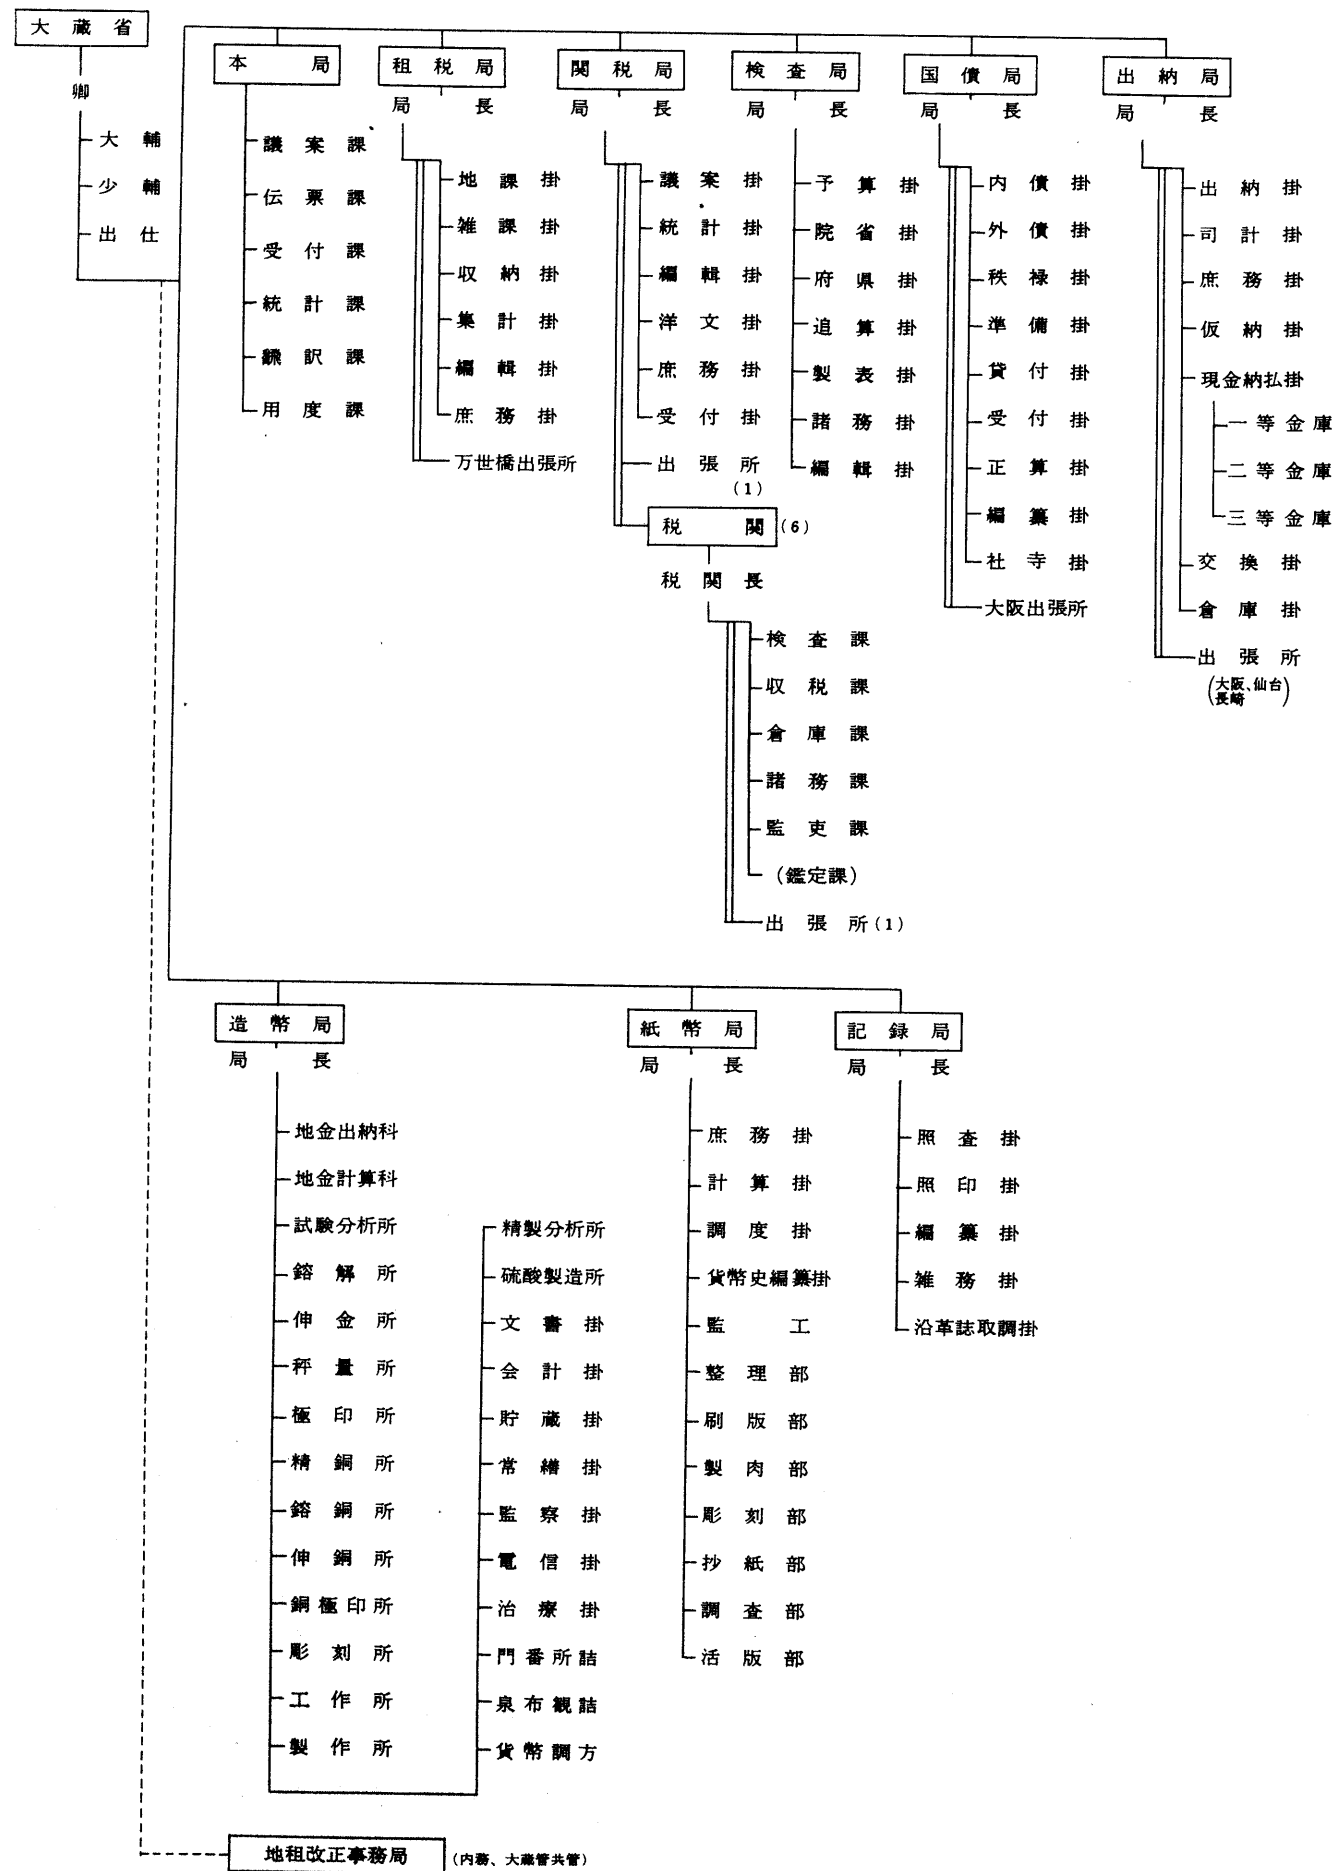 大蔵省
卿
大輔
少輔
出仕
本局
議案課
伝票課
受付課
統計課
飜訳課
用度課
租税局
局長
地課掛
雑課掛
収納掛
集計掛
編輯掛
庶務掛
万世橋出張所
関税局
局長
議案掛
統計掛
編輯掛
洋文掛
庶務掛
受付掛
出張所
(1)
税関(6)
税関長
検査課
収税課
倉庫課
諸務課
監吏課
(鑑定課)
出張所(1)
検査局
局長
予算掛
院省掛
府県掛
追算掛
製表掛
諸務掛
編輯掛
国債局
局長
内債掛
外債掛
秩禄掛
準備掛
貸付掛
受付掛
正算掛
編纂掛
社寺掛
大阪出張所
出納局
局長
出納掛
司計掛
庶務掛
仮納掛
現金納払掛
一等金庫
二等金庫
三等金庫
交換掛
倉庫掛
出張所
(大阪、仙台
長崎)
造幣局
局長
地金出納科
地金計算科
試験分析所
鎔解所
伸金所
秤量所
極印所
精銅所
鎔銅所
伸銅所
銅極印所
彫刻所
工作所
製作所
精製分析所
硫酸製造所
文書掛
会計掛
貯蔵掛
常繕掛
監察掛
電信掛
治療掛
門番所詰
泉布観詰
貨幣調方
紙幣局
局長
庶務掛
計算掛
調度掛
貨幣史編纂掛
監工
整理部
刷版部
製肉部
彫刻部
抄紙部
調査部
活版部
記録局
局長
照査掛
照印掛
編纂掛
雑務掛
沿革誌取調掛
地租改正事務局
(内務、大蔵管共管)